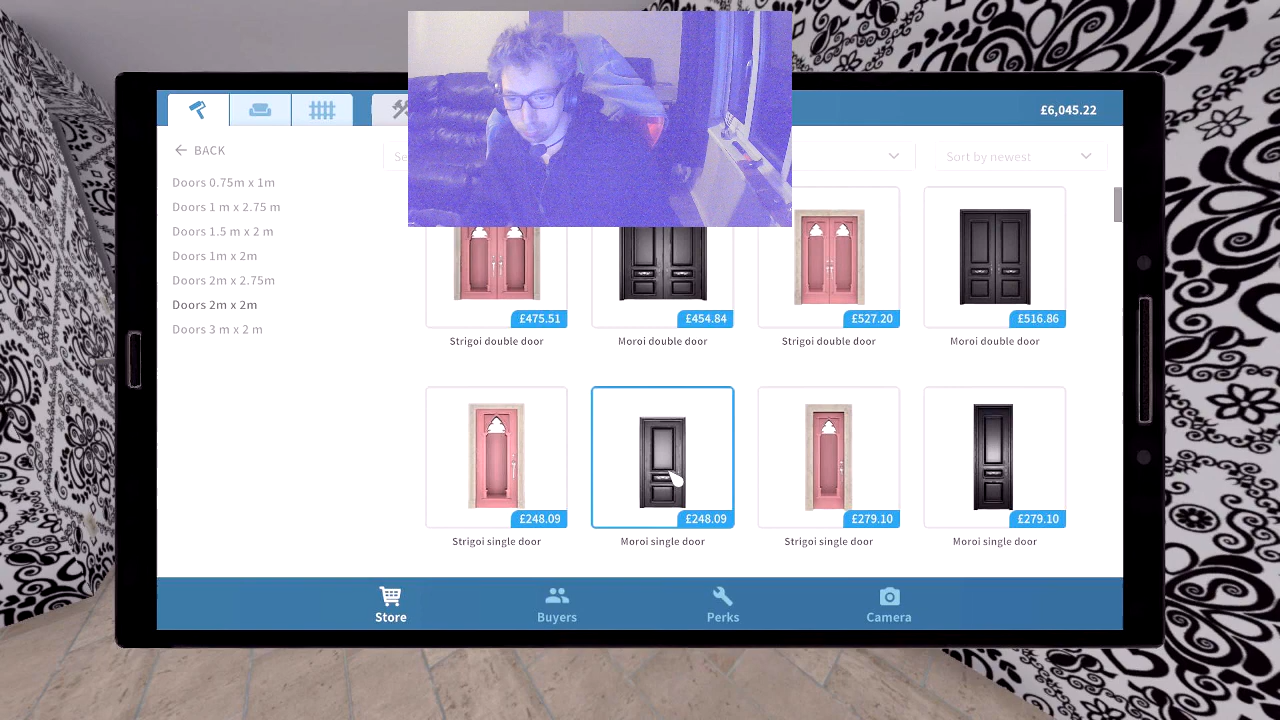 £6,045.22
BACK
Se
Sort by newest
Doors 0.75m x 1m
Doors 1 m x 2.75 m
Doors 1.5 m x 2 m
Doors 1m x 2m
Doors 2m x 2.75m
Doors 2m x 2m
Doors 3 m x 2 m
£475.51
£454.84
£527.20
£516.86
Strigoi double door
Moroi double door
Strigoi double door
Moroi double door
£248.09
£248.09
£279.10
£279.10
Strigoi single door
Moroi single door
Strigoi single door
Moroi single door
Store
Buyers
Perks
Camera